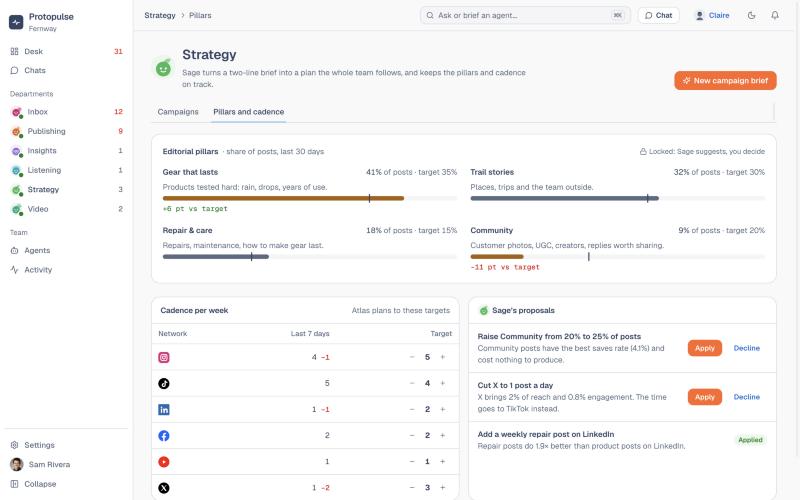 Protopulse
Fernway
Desk 31
Chats
Departments
Inbox 12
Publishing 9
Insights 1
Listening 1
Strategy 3
Video 2
Team
Agents
Activity
Settings
Sam Rivera
Collapse
Strategy > Pillars
Ask or brief an agent... ⌘K
Chat
Claire
Strategy
Sage turns a two-line brief into a plan the whole team follows, and keeps the pillars and cadence
on track.
New campaign brief
Campaigns Pillars and cadence
Editorial pillars · share of posts, last 30 days
Locked: Sage suggests, you decide
Gear that lasts 41% of posts · target 35%
Products tested hard: rain, drops, years of use.
+6 pt vs target
Trail stories 32% of posts · target 30%
Places, trips and the team outside.
Repair & care 18% of posts · target 15%
Repairs, maintenance, how to make gear last.
Community 9% of posts · target 20%
Customer photos, UGC, creators, replies worth sharing.
−11 pt vs target
Cadence per week Atlas plans to these targets
Network Last 7 days Target
4 −1 − 5 +
5 − 4 +
1 −1 − 2 +
2 − 2 +
1 − 1 +
1 −2 − 3 +
Sage's proposals
Raise Community from 20% to 25% of posts
Community posts have the best saves rate (4.1%) and
cost nothing to produce.
Apply Decline
Cut X to 1 post a day
X brings 2% of reach and 0.8% engagement. The time
goes to TikTok instead.
Apply Decline
Add a weekly repair post on LinkedIn
Repair posts do 1.9× better than product posts on LinkedIn.
Applied